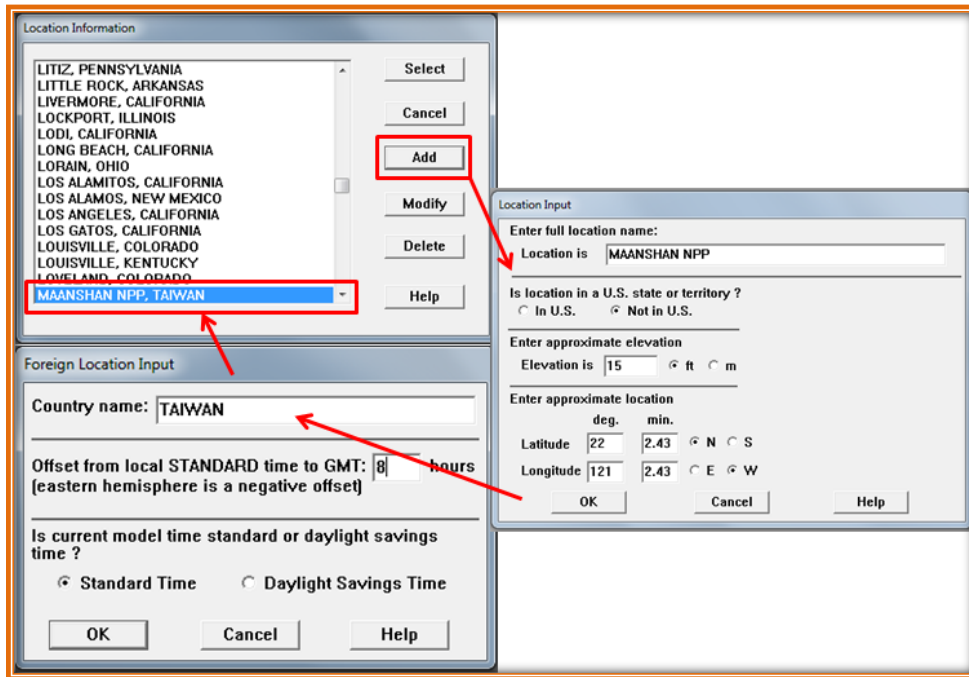 Location Information
LITIZ, PENNSYLVANIA
LITTLE ROCK, ARKANSAS
LIVERMORE, CALIFORNIA
LOCKPORT, ILLINOIS
LODI, CALIFORNIA
LONG BEACH, CALIFORNIA
LORAIN, OHIO
LOS ALAMITOS, CALIFORNIA
LOS ALAMOS, NEW MEXICO
LOS ANGELES, CALIFORNIA
LOS GATOS, CALIFORNIA
LOUISVILLE, COLORADO
LOUISVILLE, KENTUCKY
LOVELAND, COLORADO
MAANSHAN NPP, TAIWAN
Select
Cancel
Add
Modify
Delete
Help
Location Input
Enter full location name:
Location is MAANSHAN NPP
Is location in a U.S. state or territory ?
In U.S. Not in U.S.
Enter approximate elevation
Elevation is 15 ft m
Enter approximate location
deg. min.
Latitude 22 2.43 N S
Longitude 121 2.43 E W
OK Cancel Help
Foreign Location Input
Country name: TAIWAN
Offset from local STANDARD time to GMT: 8 hours
(eastern hemisphere is a negative offset)
Is current model time standard or daylight savings
time ?
Standard Time Daylight Savings Time
OK Cancel Help